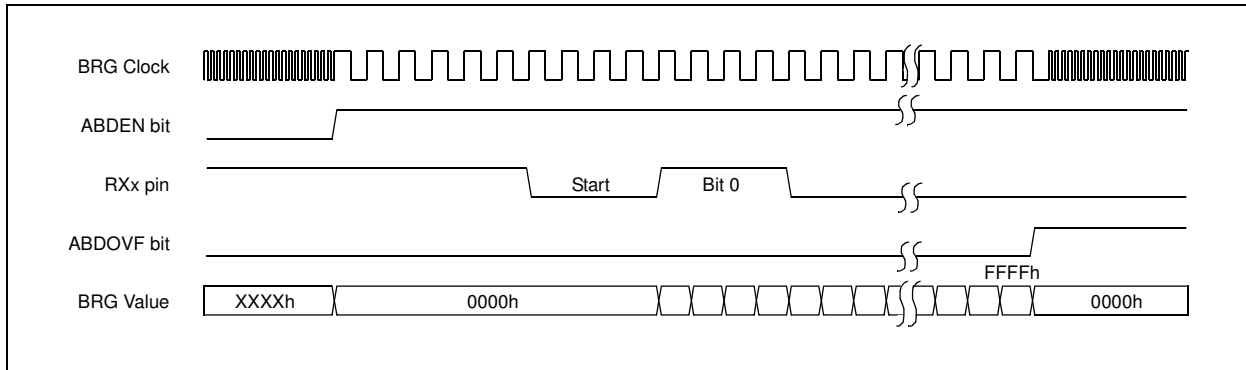 BRG Clock
ABDEN bit
RXx pin
Start
Bit 0
ABDOVF bit
FFFFh
BRG Value
XXXXh
0000h
0000h